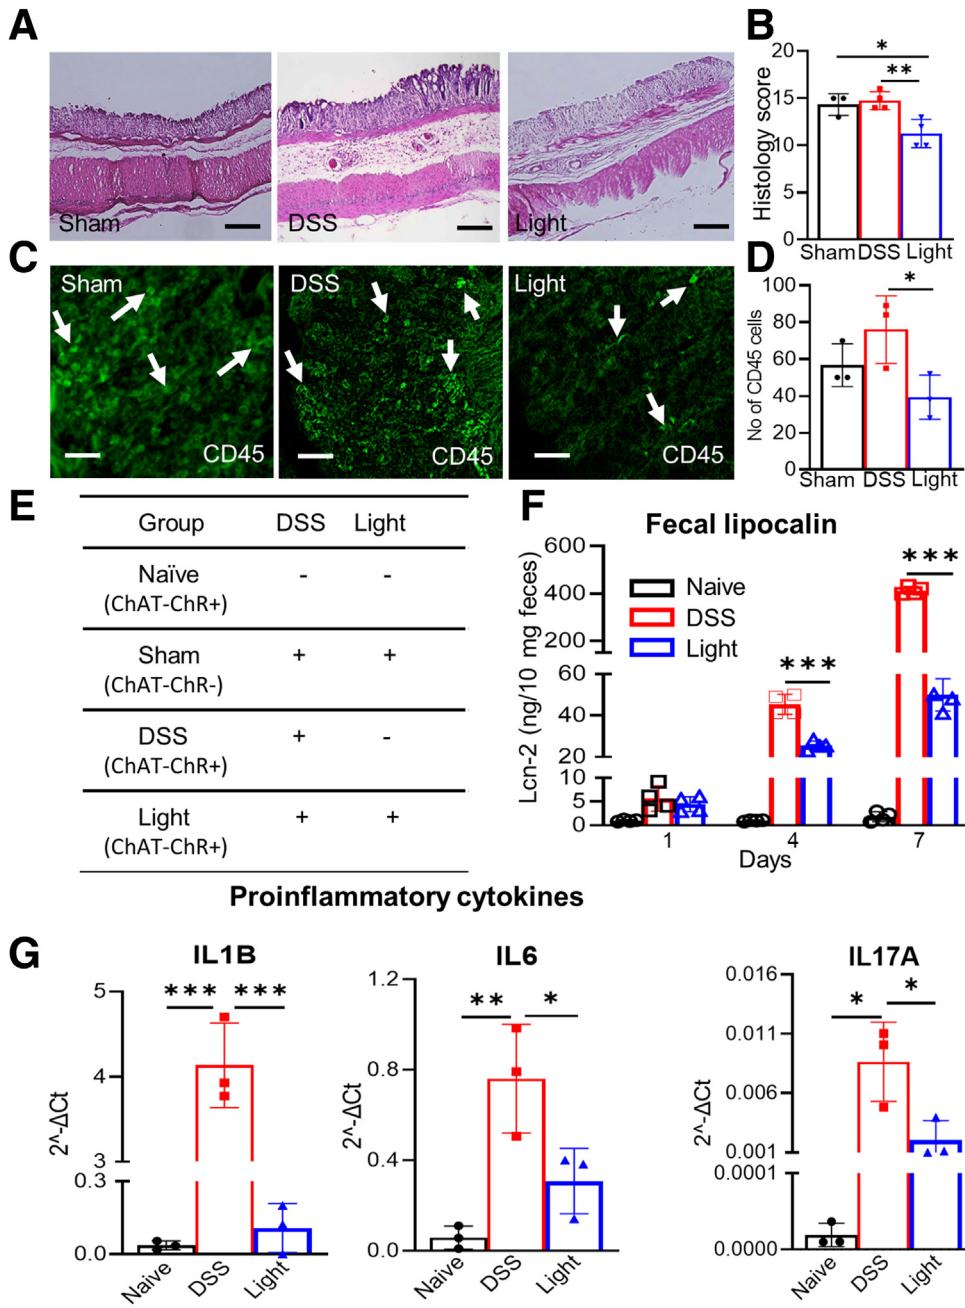 A
Sham
DSS
Light
B
Histology score
20
15
10
5
0
*
**
Sham DSS Light
C
Sham
CD45
DSS
CD45
Light
CD45
D
No of CD45 cells
100
80
60
40
20
0
*
Sham DSS Light
E
Group DSS Light
Naïve - -
(ChAT-ChR+)
Sham + +
(ChAT-ChR-)
DSS + -
(ChAT-ChR+)
Light + +
(ChAT-ChR+)
F
Fecal lipocalin
Lcn-2 (ng/10 mg feces)
600
400
200
60
40
20
10
5
0
Naive
DSS
Light
***
***
1 4 7
Days
Proinflammatory cytokines
G
IL1B
2^-ΔCt
5
4
3
0.3
0.0
*** ***
Naive DSS Light
IL6
2^-ΔCt
1.2
0.8
0.4
0.0
** *
Naive DSS Light
IL17A
2^-ΔCt
0.016
0.011
0.006
0.001
0.0001
0.0000
* *
Naive DSS Light